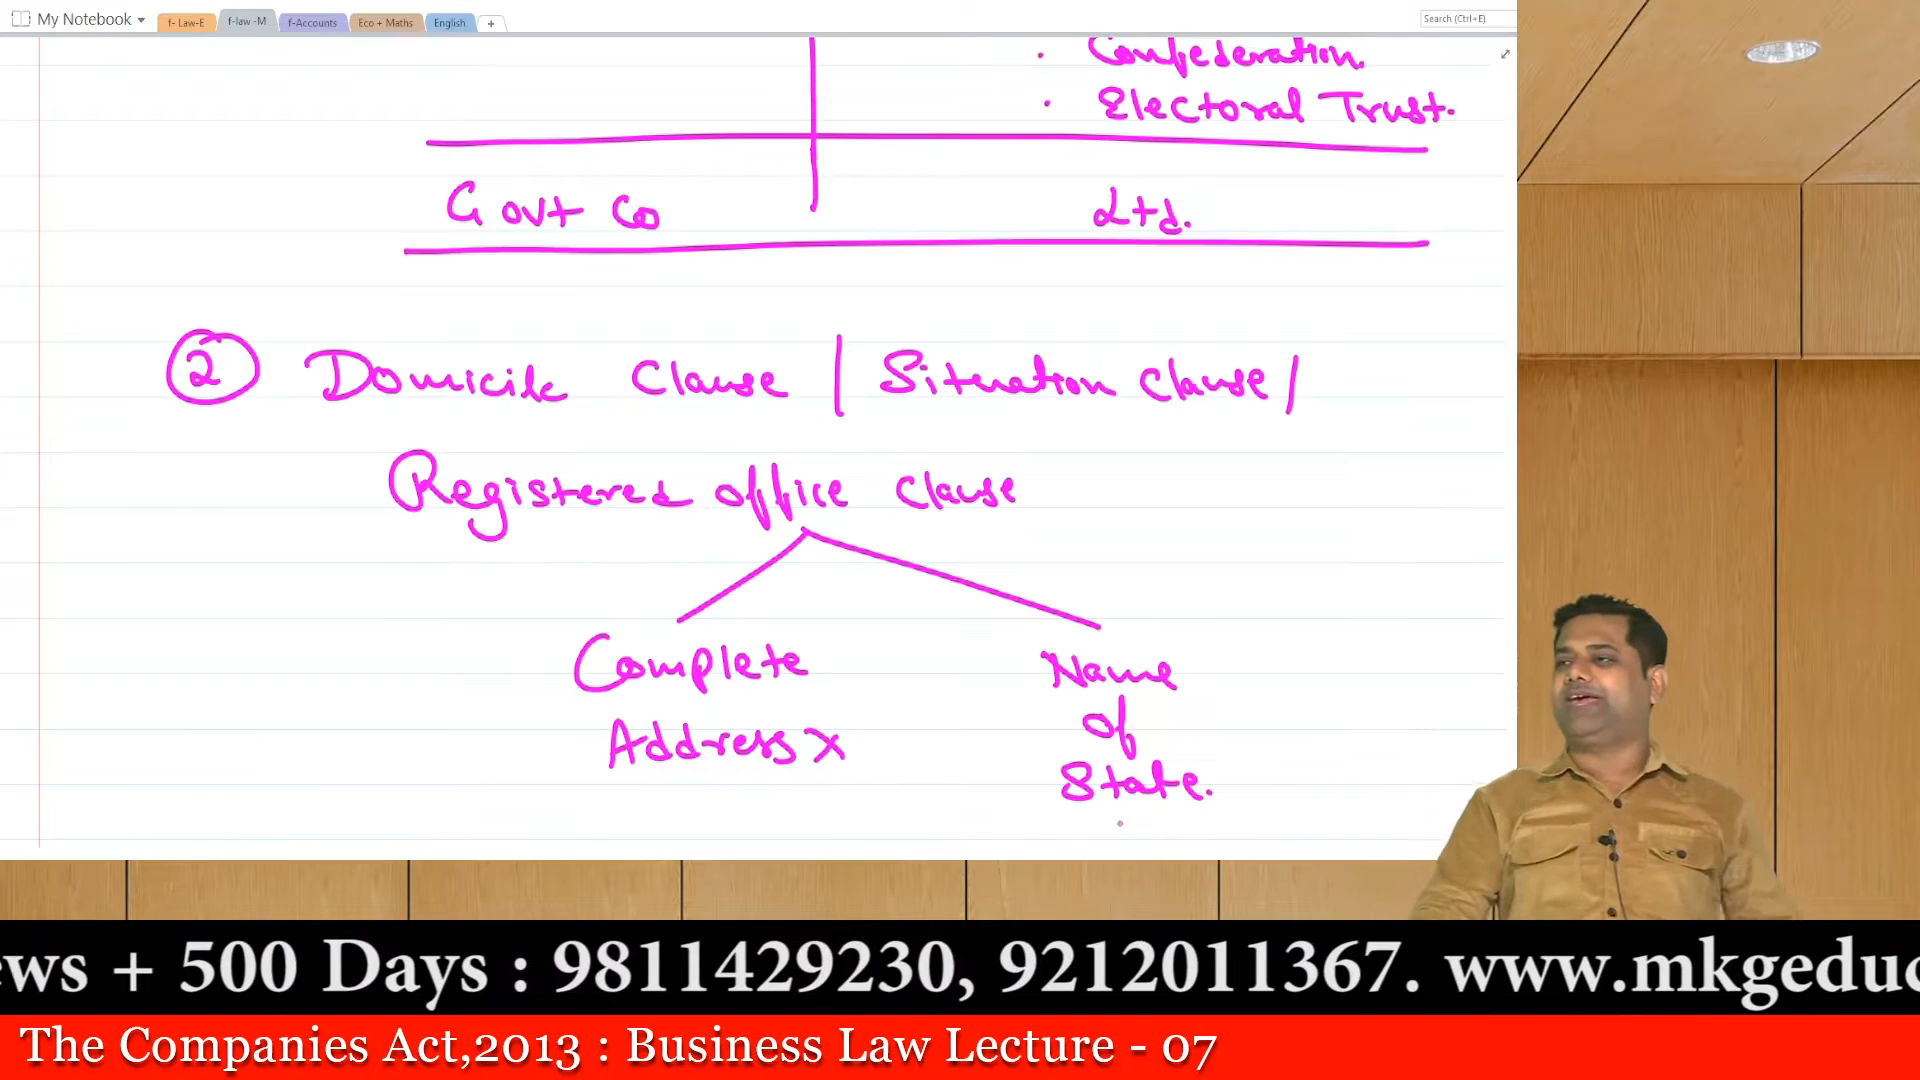 My Notebook
f- Law-E
f-law -M
f-Accounts
Eco + Maths
English
+
Search (Ctrl+E)
· Confederation.
· Electoral Trust.
Govt Co
Ltd.
2 Domicile Clause / Situation Clause /
Registered office Clause
Complete
Address x
Name
of
State.
ews + 500 Days : 9811429230, 9212011367. www.mkgeduc
The Companies Act,2013 : Business Law Lecture - 07